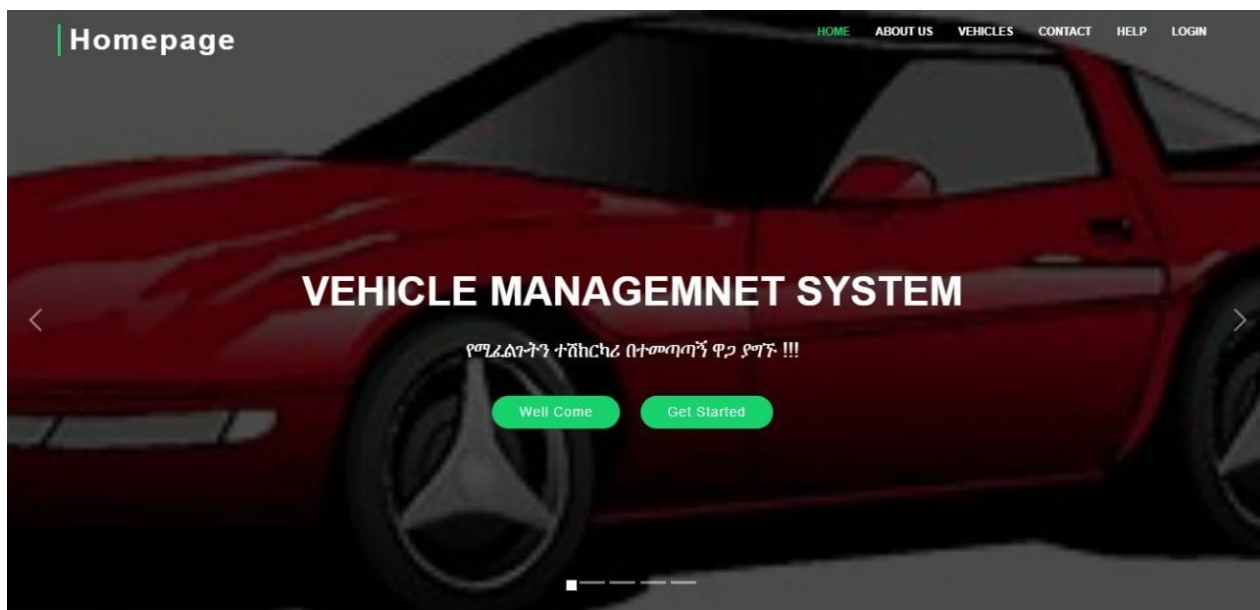 Homepage
HOME ABOUT US VEHICLES CONTACT HELP LOGIN
VEHICLE MANAGEMNET SYSTEM
የሚፈልጉትን ተሽከርካሪ በተመጣጣኝ ዋጋ ያግኙ !!!
Well Come Get Started